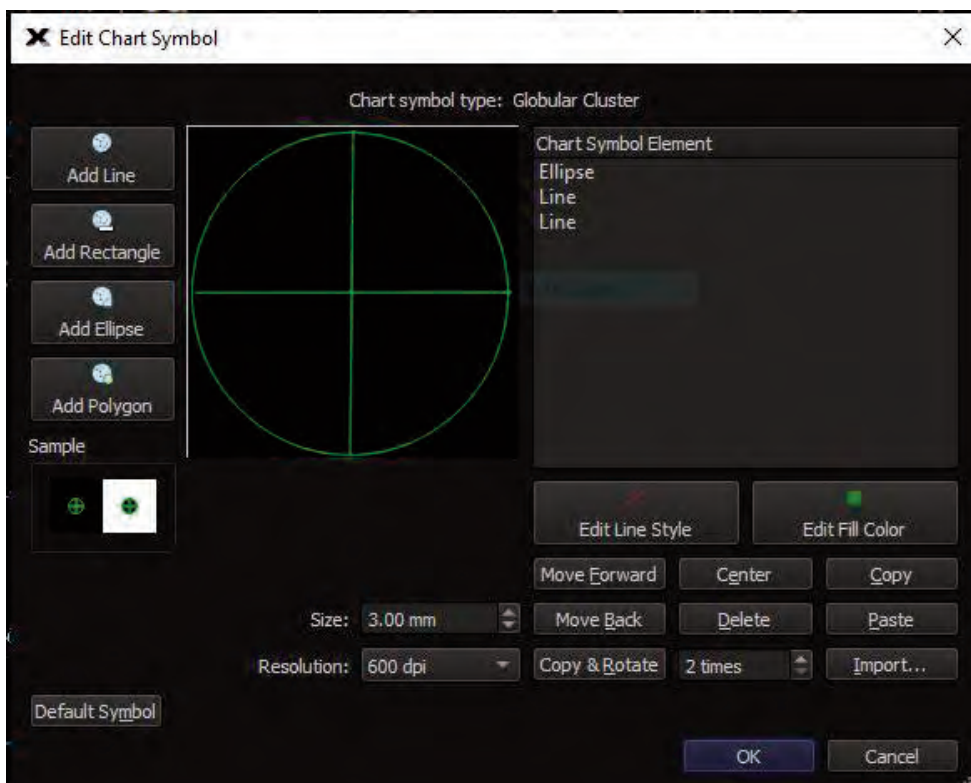 Edit Chart Symbol
Chart symbol type: Globular Cluster
Add Line
Add Rectangle
Add Ellipse
Add Polygon
Sample
Chart Symbol Element
Ellipse
Line
Line
Edit Line Style
Edit Fill Color
Move Forward
Center
Copy
Size: 3.00 mm
Move Back
Delete
Paste
Resolution: 600 dpi
Copy & Rotate
2 times
Import...
Default Symbol
OK
Cancel